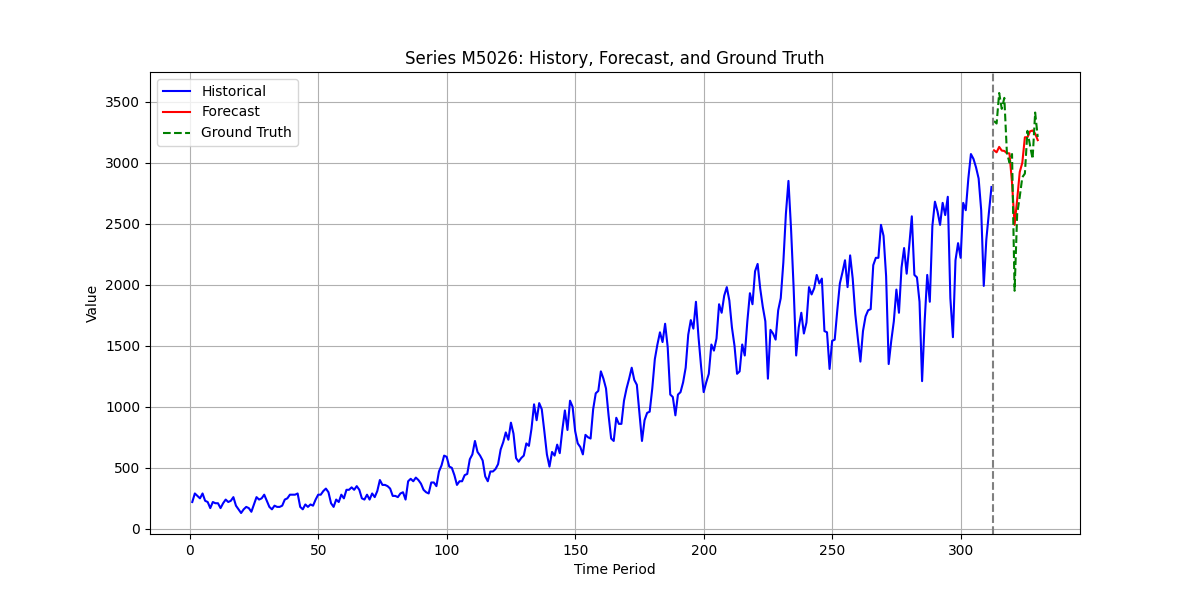 Series M5026: History, Forecast, and Ground Truth
Historical
Forecast
Ground Truth
3500
3000
2500
2000
1500
1000
500
0
Value
0 50 100 150 200 250 300
Time Period